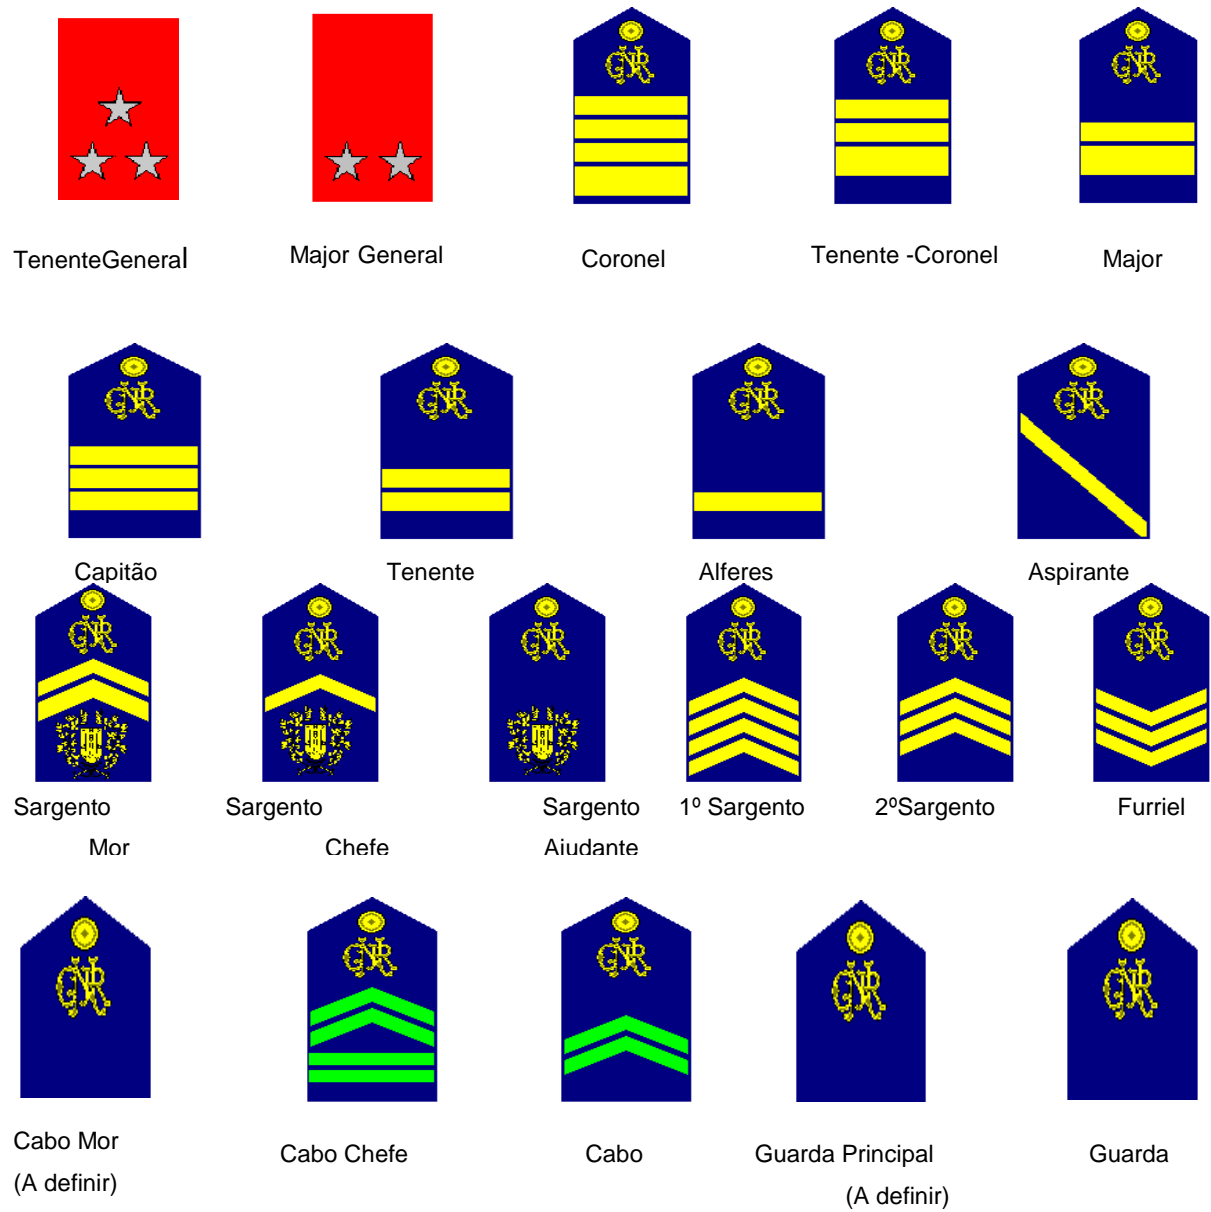 TenenteGeneral
Major General
Coronel
Tenente -Coronel
Major
Capitão
Tenente
Alferes
Aspirante
Sargento
Mor
Sargento
Chefe
Sargento
Ajudante
1º Sargento
2ºSargento
Furriel
Cabo Mor
(A definir)
Cabo Chefe
Cabo
Guarda Principal
(A definir)
Guarda